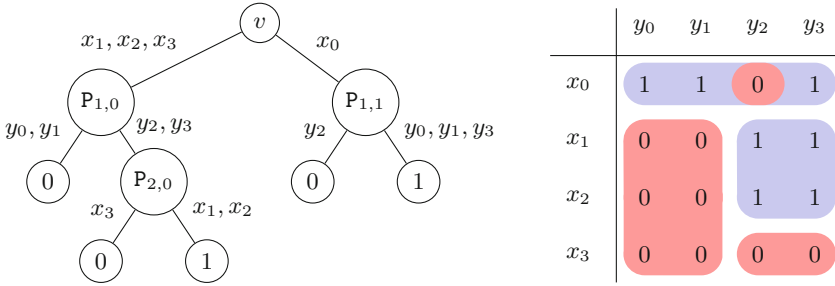 v
x₁, x₂, x₃ x₀
P₁,₀ P₁,₁
y₀, y₁ y₂, y₃ y₂ y₀, y₁, y₃
0 P₂,₀ 0 1
x₃ x₁, x₂
0 1
y₀ y₁ y₂ y₃
x₀ 1 1 0 1
x₁ 0 0 1 1
x₂ 0 0 1 1
x₃ 0 0 0 0